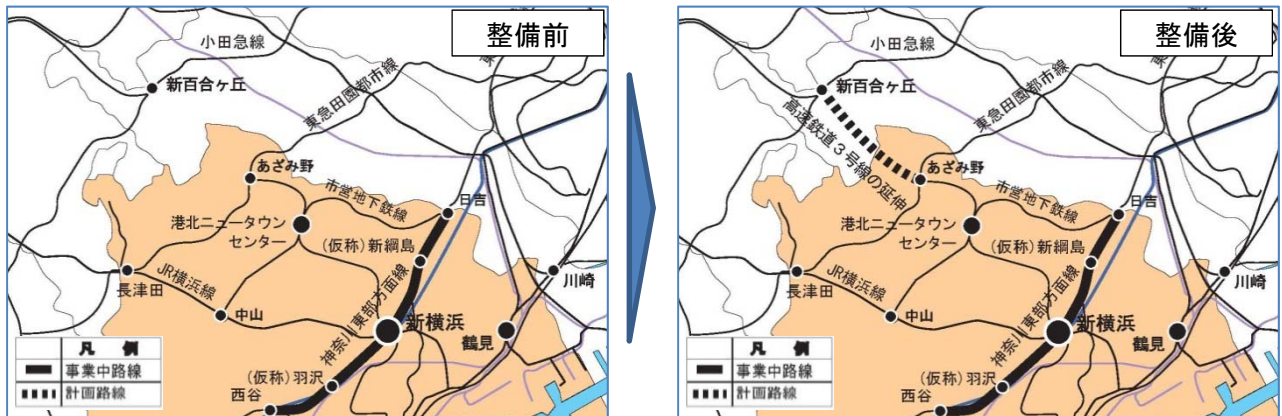 整備前
小田急線
新百合ヶ丘
東急田園都市線
あざみ野
市営地下鉄線
日吉
港北ニュータウン
センター
(仮称)新綱島
川崎
JR横浜線
長津田
神奈川東部方面線
中山
新横浜
鶴見
凡例
事業中路線
(仮称)羽沢
計画路線
西谷
整備後
小田急線
新百合ヶ丘
東急田園都市線
高速鉄道3号線の延伸
あざみ野
市営地下鉄線
日吉
港北ニュータウン
センター
(仮称)新綱島
川崎
JR横浜線
長津田
神奈川東部方面線
中山
新横浜
鶴見
凡例
事業中路線
(仮称)羽沢
計画路線
西谷